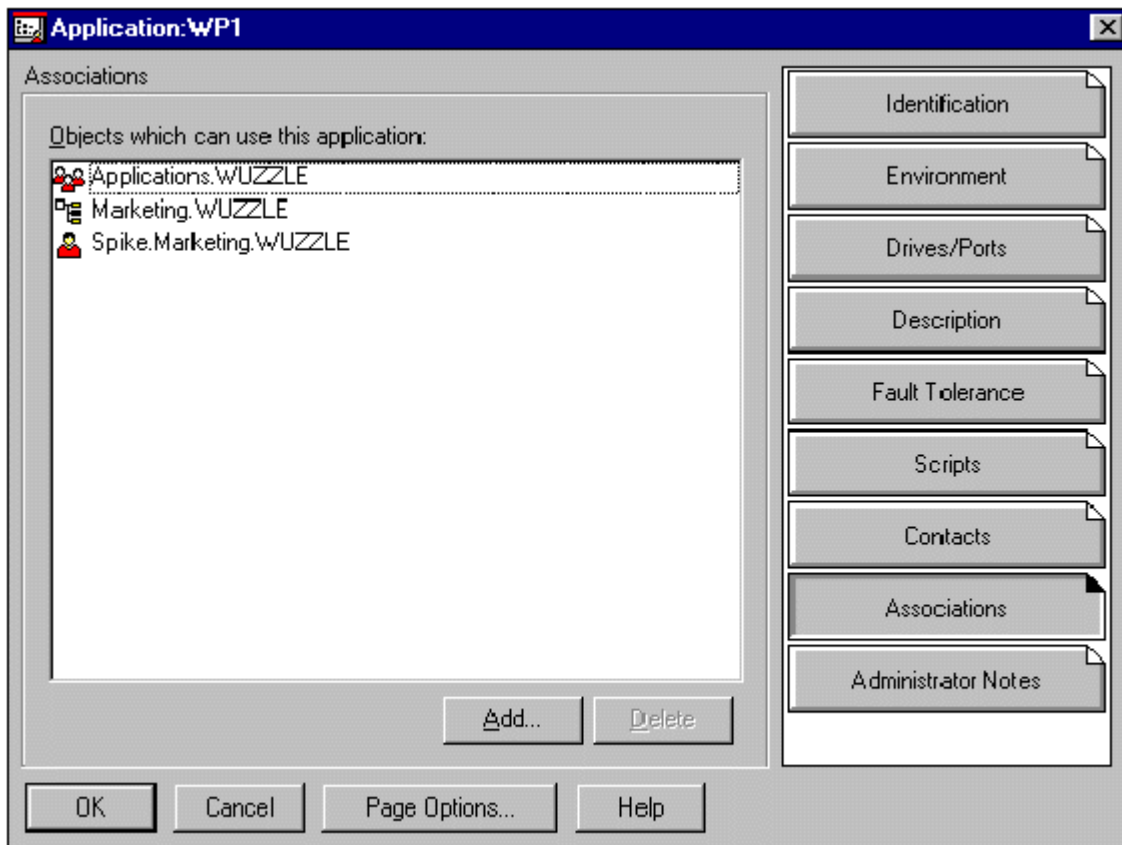 Application:WP1
Associations
Objects which can use this application:
Applications.WUZZLE
Marketing.WUZZLE
Spike.Marketing.WUZZLE
Add...
Delete
OK
Cancel
Page Options...
Help
Identification
Environment
Drives/Ports
Description
Fault Tolerance
Scripts
Contacts
Associations
Administrator Notes